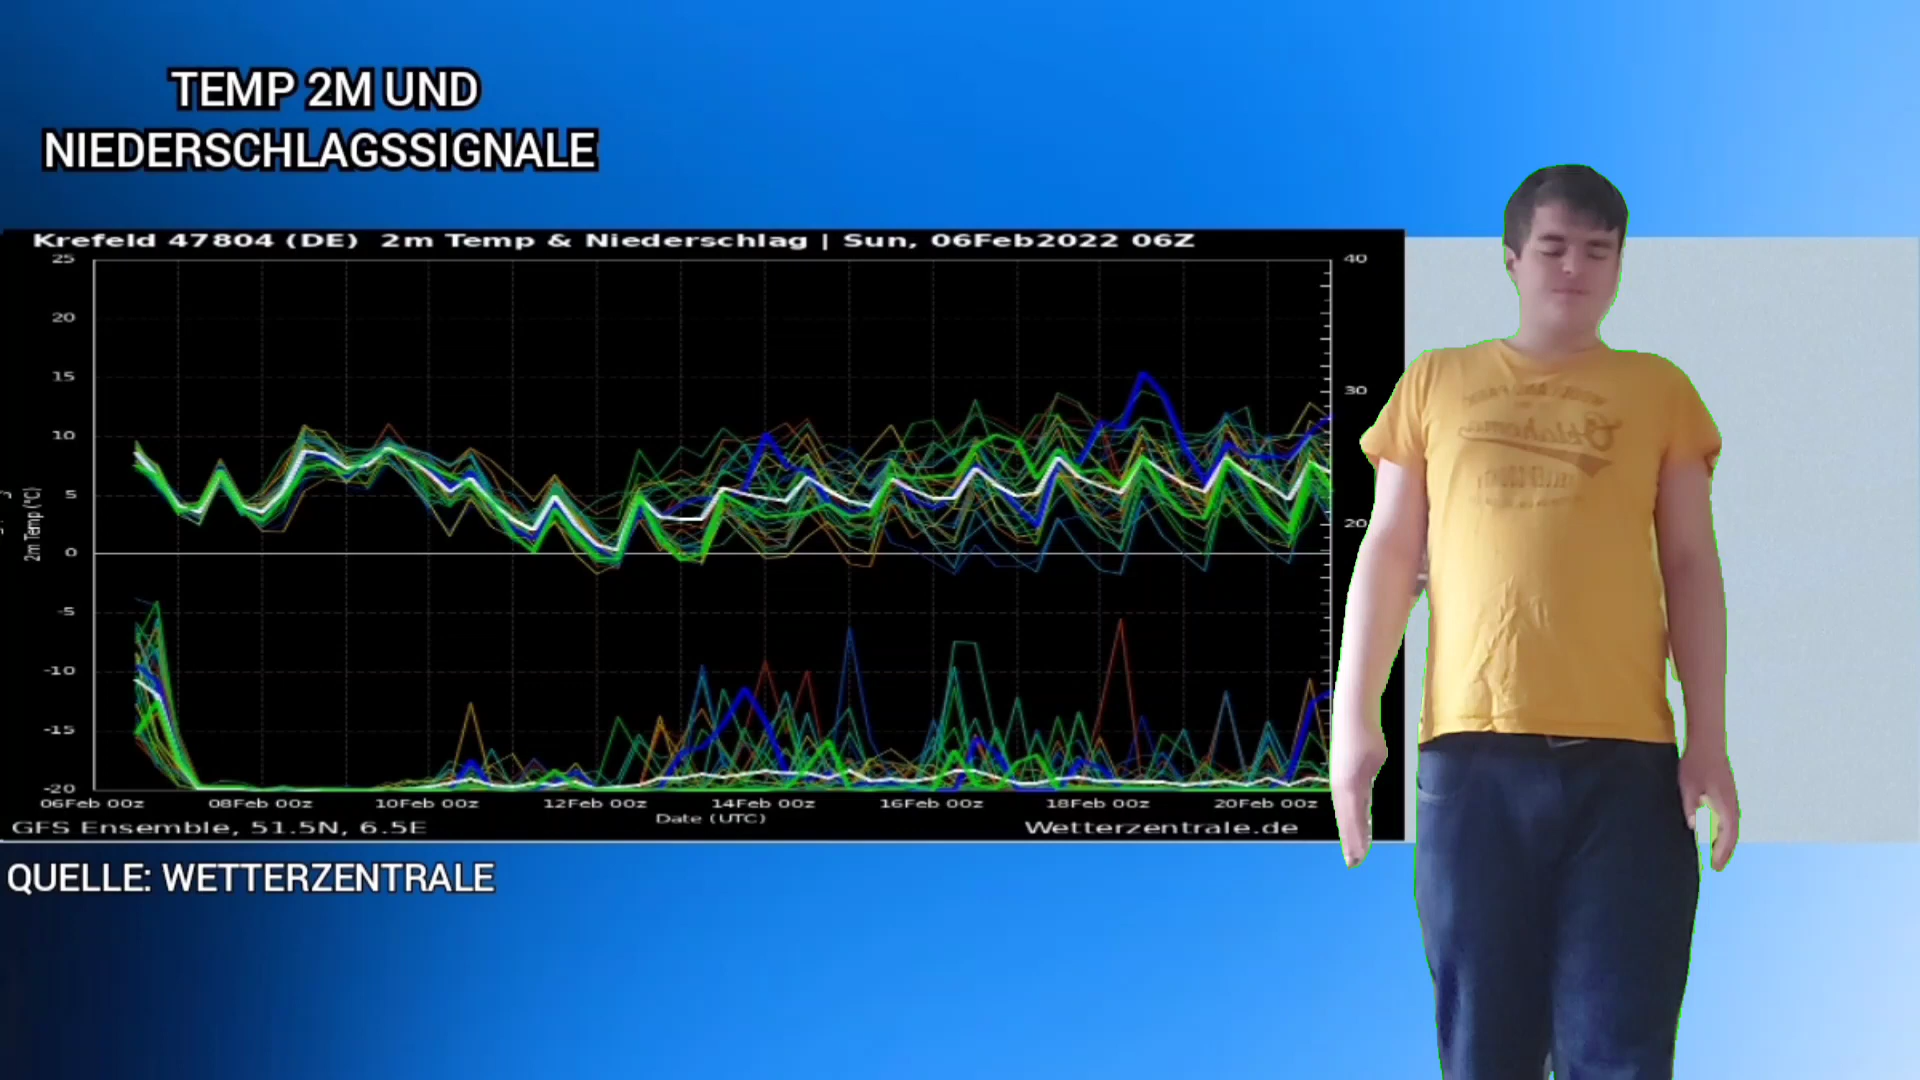 TEMP 2M UND
NIEDERSCHLAGSSIGNALE
Krefeld 47804 (DE) 2m Temp & Niederschlag | Sun, 06Feb2022 06Z
25
20
15
10
5
0
-5
-10
-15
-20
2m Temp (°C)
40
30
20
06Feb 00z 08Feb 00z 10Feb 00z 12Feb 00z 14Feb 00z 16Feb 00z 18Feb 00z 20Feb 00z
Date (UTC)
GFS Ensemble, 51.5N, 6.5E
Wetterzentrale.de
QUELLE: WETTERZENTRALE
Oklahoma